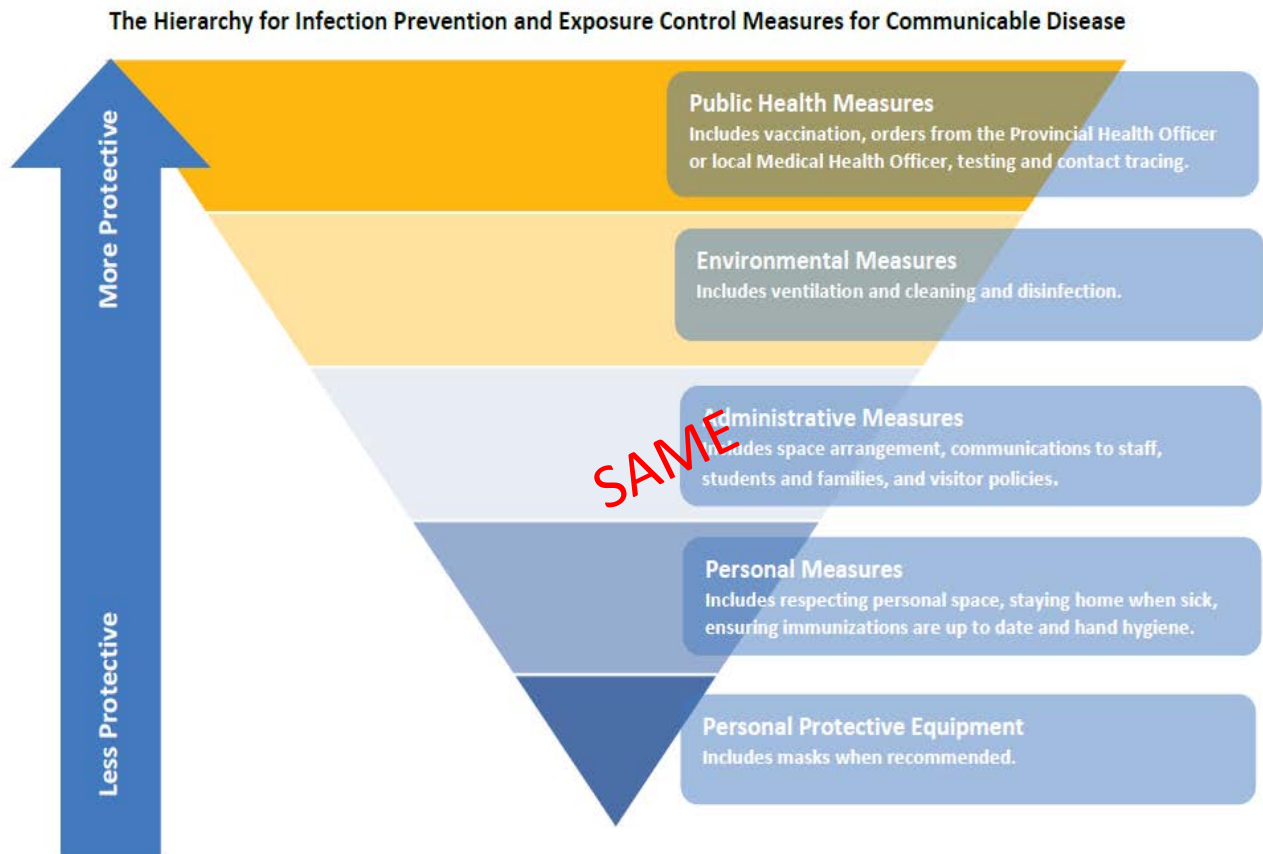 The Hierarchy for Infection Prevention and Exposure Control Measures for Communicable Disease
More Protective
Less Protective
Public Health Measures
Includes vaccination, orders from the Provincial Health Officer
or local Medical Health Officer, testing and contact tracing.
Environmental Measures
Includes ventilation and cleaning and disinfection.
Administrative Measures
Includes space arrangement, communications to staff,
students and families, and visitor policies.
SAME
Personal Measures
Includes respecting personal space, staying home when sick,
ensuring immunizations are up to date and hand hygiene.
Personal Protective Equipment
Includes masks when recommended.